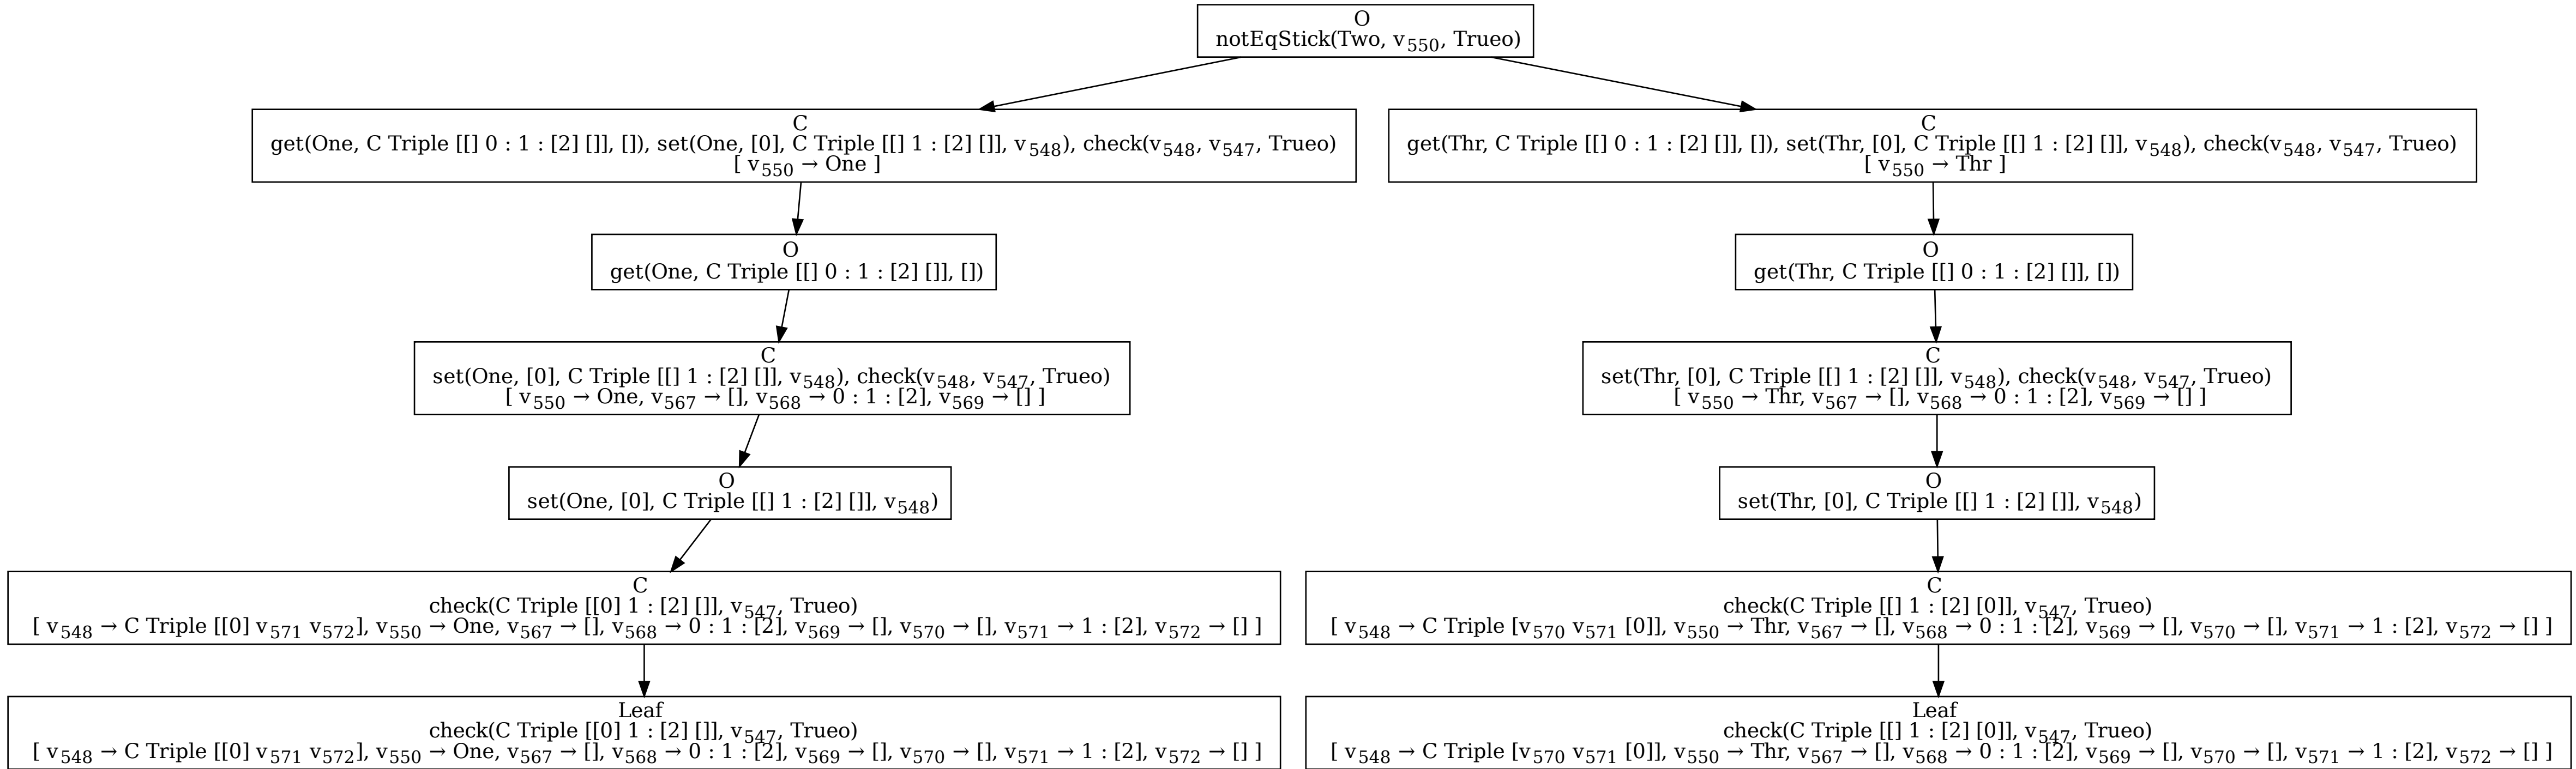 O
notEqStick(Two, v550, Trueo)
C
get(One, C Triple [[] 0 : 1 : [2] []], []), set(One, [0], C Triple [[] 1 : [2] []], v548), check(v548, v547, Trueo)
[ v550 → One ]
C
get(Thr, C Triple [[] 0 : 1 : [2] []], []), set(Thr, [0], C Triple [[] 1 : [2] []], v548), check(v548, v547, Trueo)
[ v550 → Thr ]
O
get(One, C Triple [[] 0 : 1 : [2] []], [])
O
get(Thr, C Triple [[] 0 : 1 : [2] []], [])
C
set(One, [0], C Triple [[] 1 : [2] []], v548), check(v548, v547, Trueo)
[ v550 → One, v567 → [], v568 → 0 : 1 : [2], v569 → [] ]
C
set(Thr, [0], C Triple [[] 1 : [2] []], v548), check(v548, v547, Trueo)
[ v550 → Thr, v567 → [], v568 → 0 : 1 : [2], v569 → [] ]
O
set(One, [0], C Triple [[] 1 : [2] []], v548)
O
set(Thr, [0], C Triple [[] 1 : [2] []], v548)
C
check(C Triple [[0] 1 : [2] []], v547, Trueo)
[ v548 → C Triple [[0] v571 v572], v550 → One, v567 → [], v568 → 0 : 1 : [2], v569 → [], v570 → [], v571 → 1 : [2], v572 → [] ]
C
check(C Triple [[] 1 : [2] [0]], v547, Trueo)
[ v548 → C Triple [v570 v571 [0]], v550 → Thr, v567 → [], v568 → 0 : 1 : [2], v569 → [], v570 → [], v571 → 1 : [2], v572 → [] ]
Leaf
check(C Triple [[0] 1 : [2] []], v547, Trueo)
[ v548 → C Triple [[0] v571 v572], v550 → One, v567 → [], v568 → 0 : 1 : [2], v569 → [], v570 → [], v571 → 1 : [2], v572 → [] ]
Leaf
check(C Triple [[] 1 : [2] [0]], v547, Trueo)
[ v548 → C Triple [v570 v571 [0]], v550 → Thr, v567 → [], v568 → 0 : 1 : [2], v569 → [], v570 → [], v571 → 1 : [2], v572 → [] ]